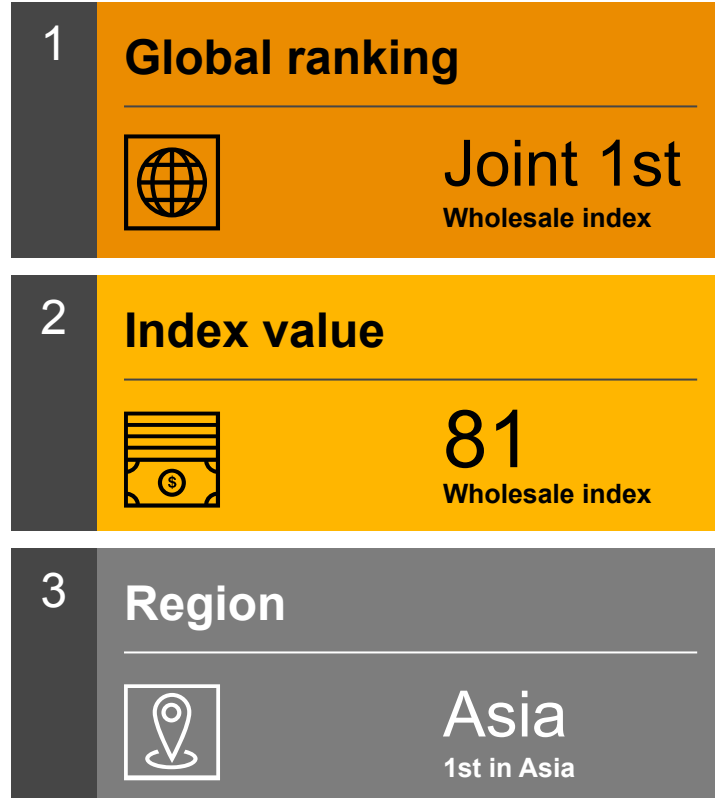 1
Global ranking
Joint 1st
Wholesale index
2
Index value
$
81
Wholesale index
3
Region
Asia
1st in Asia